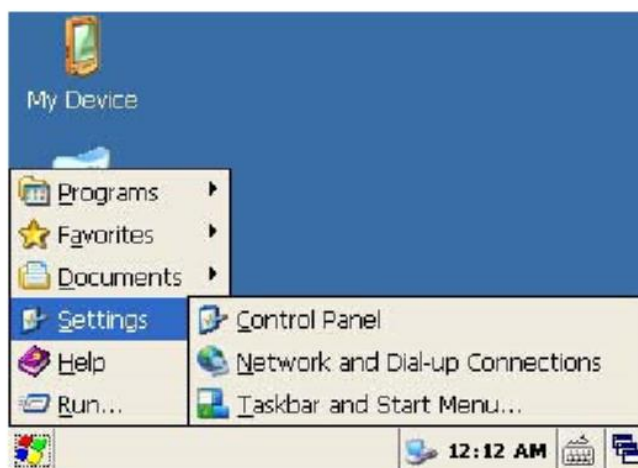 My Device
Programs
Favorites
Documents
Settings
Control Panel
Help
Network and Dial-up Connections
Run...
Taskbar and Start Menu...
12:12 AM